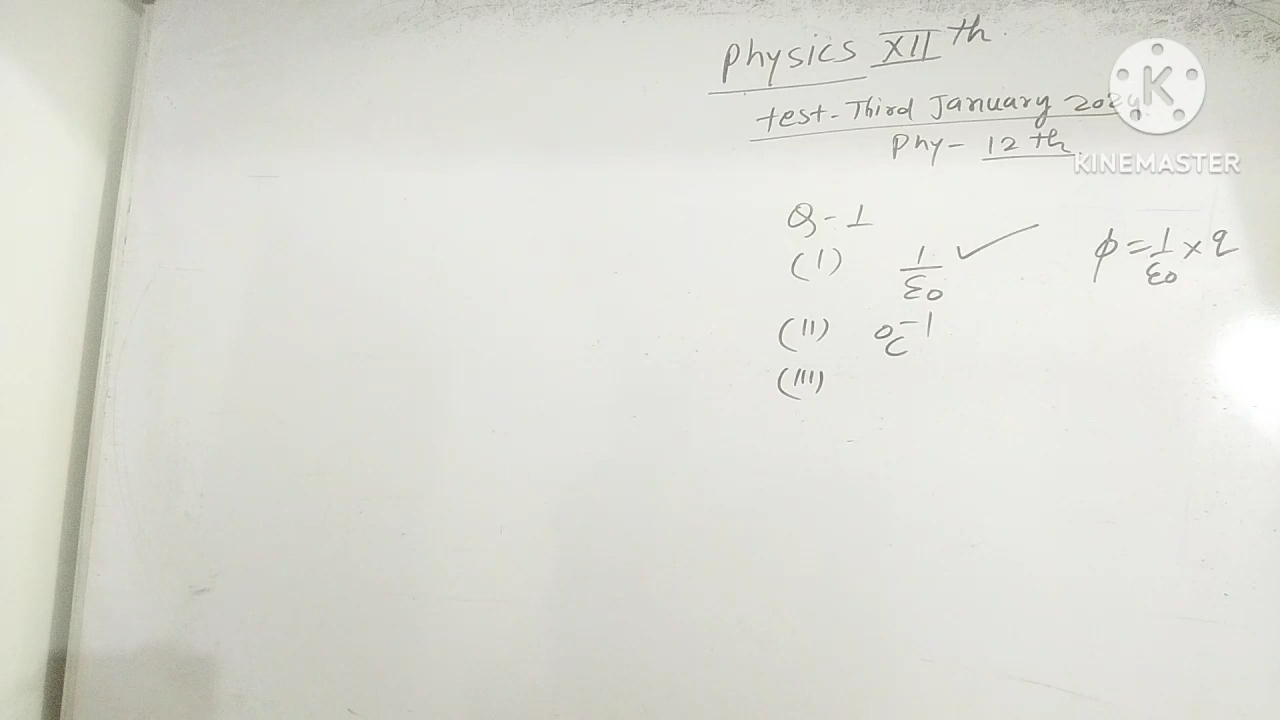 Physics XII th
test - Third January 2024
Phy - 12 th
K
KINEMASTER
Q - 1
(I) 1/ε₀ ✓ φ = 1/ε₀ × q
(II) °C⁻¹
(III)